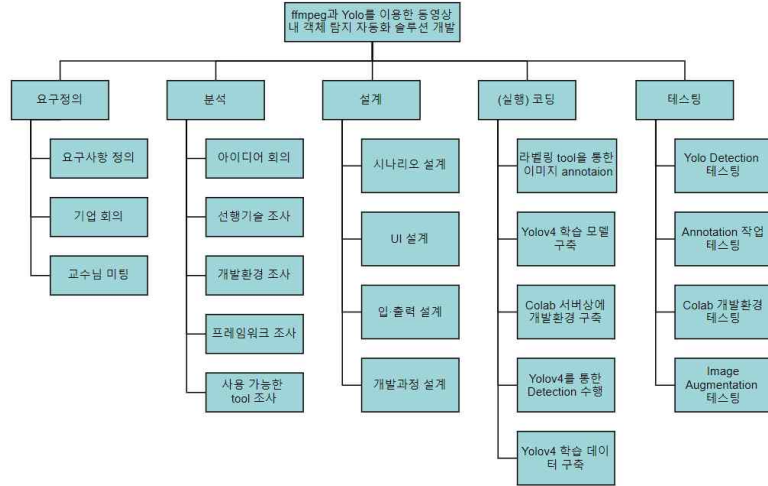 ffmpeg과 Yolo를 이용한 동영상
내 객체 탐지 자동화 솔루션 개발
요구정의
분석
설계
(실행) 코딩
테스팅
요구사항 정의
기업 회의
교수님 미팅
아이디어 회의
선행기술 조사
개발환경 조사
프레임워크 조사
사용 가능한
tool 조사
시나리오 설계
UI 설계
입·출력 설계
개발과정 설계
라벨링 tool을 통한
이미지 annotaion
Yolov4 학습 모델
구축
Colab 서버상에
개발환경 구축
Yolov4를 통한
Detection 수행
Yolov4 학습 데이
터 구축
Yolo Detection
테스팅
Annotation 작업
테스팅
Colab 개발환경
테스팅
Image
Augmentation
테스팅